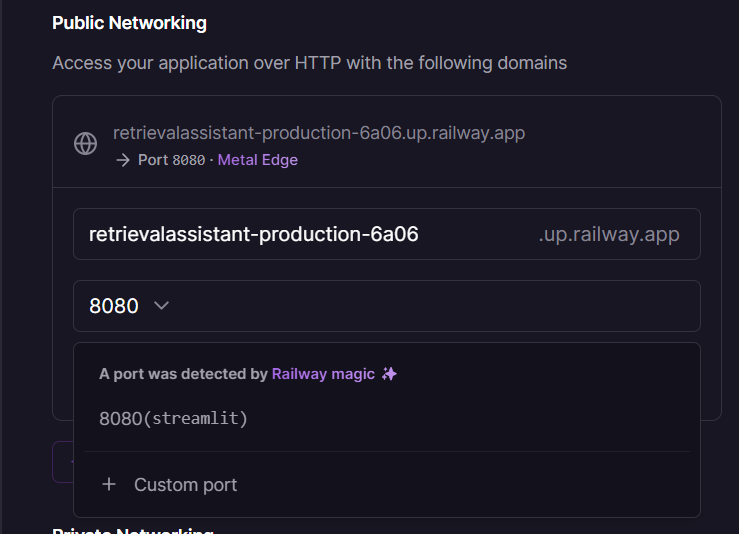 Public Networking
Access your application over HTTP with the following domains
retrievalassistant-production-6a06.up.railway.app
→ Port 8080 · Metal Edge
retrievalassistant-production-6a06 .up.railway.app
8080
A port was detected by Railway magic ✨
8080(streamlit)
+ Custom port
Private Networking